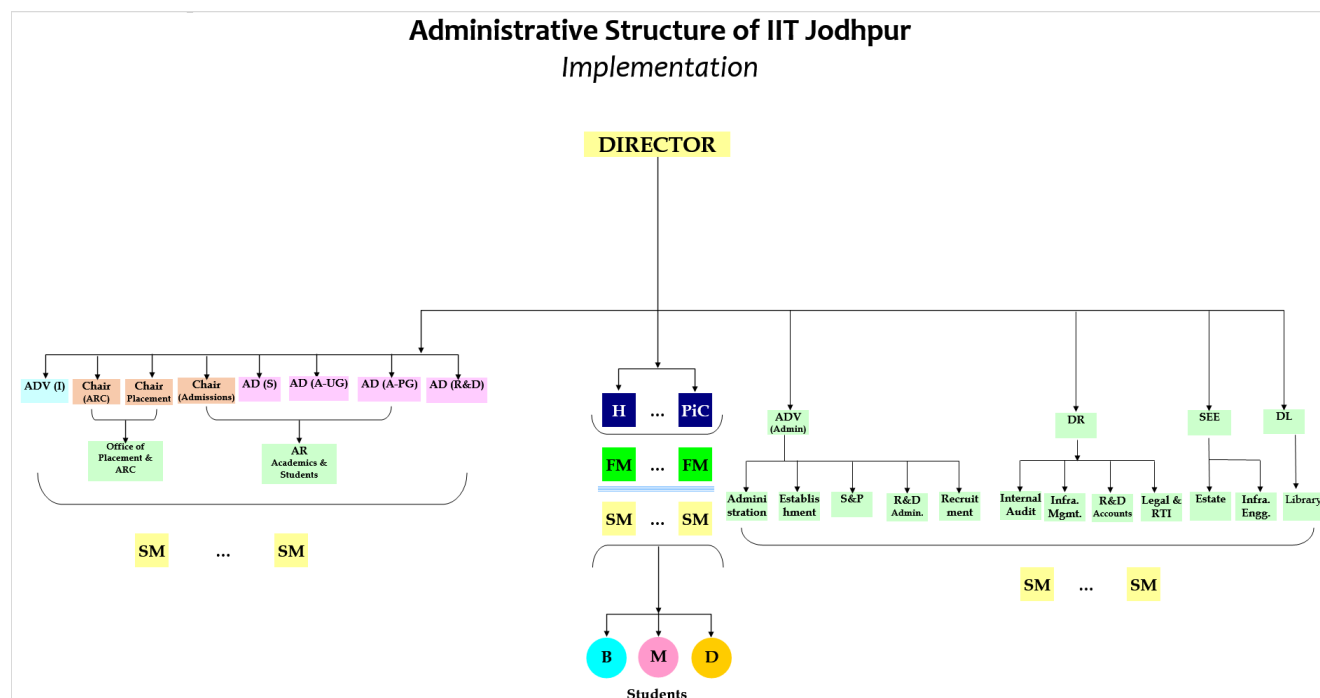 Administrative Structure of IIT Jodhpur
Implementation
DIRECTOR
ADV (I)
Chair
(ARC)
Chair
Placement
Chair
(Admissions)
AD (S)
AD (A-UG)
AD (A-PG)
AD (R&D)
Office of
Placement &
ARC
AR
Academics &
Students
SM ... SM
H ... PiC
FM ... FM
SM ... SM
B M D
Students
ADV
(Admin)
DR
SEE
DL
Admini
stration
Establis
hment
S&P
R&D
Admin.
Recruit
ment
Internal
Audit
Infra.
Mgmt.
R&D
Accounts
Legal &
RTI
Estate
Infra.
Engg.
Library
SM ... SM